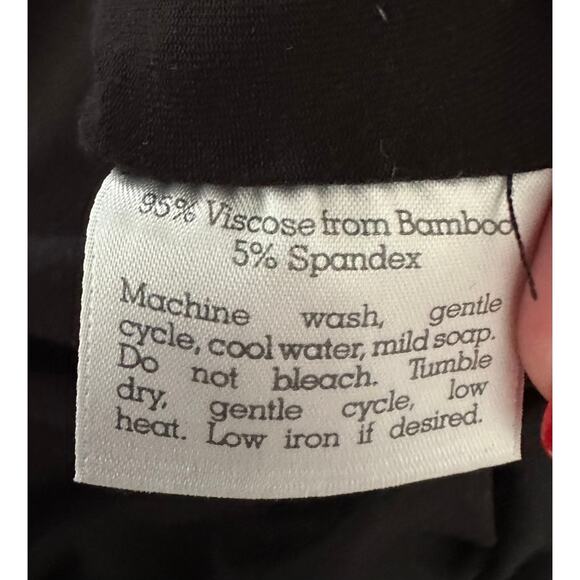 95% Viscose from Bamboo
5% Spandex
Machine wash, gentle
cycle, cool water, mild soap.
Do not bleach. Tumble
dry, gentle cycle, low
heat. Low iron if desired.